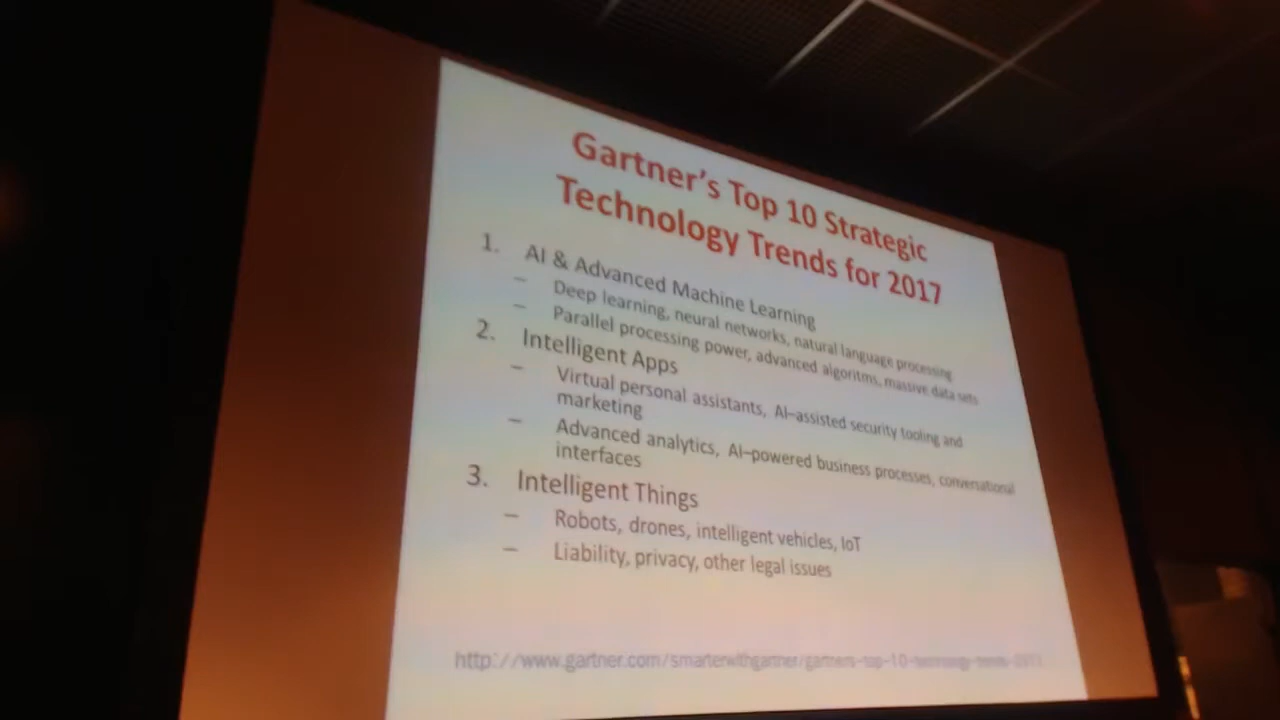 Gartner's Top 10 Strategic
Technology Trends for 2017
1. AI & Advanced Machine Learning
– Deep learning, neural networks, natural language processing
– Parallel processing power, advanced algoritms, massive data sets
2. Intelligent Apps
– Virtual personal assistants, AI–assisted security tooling and
marketing
– Advanced analytics, AI–powered business processes, conversational
interfaces
3. Intelligent Things
– Robots, drones, intelligent vehicles, IoT
– Liability, privacy, other legal issues
http://www.gartner.com/smarterwithgartner/gartners-top-10-technology-trends-2017